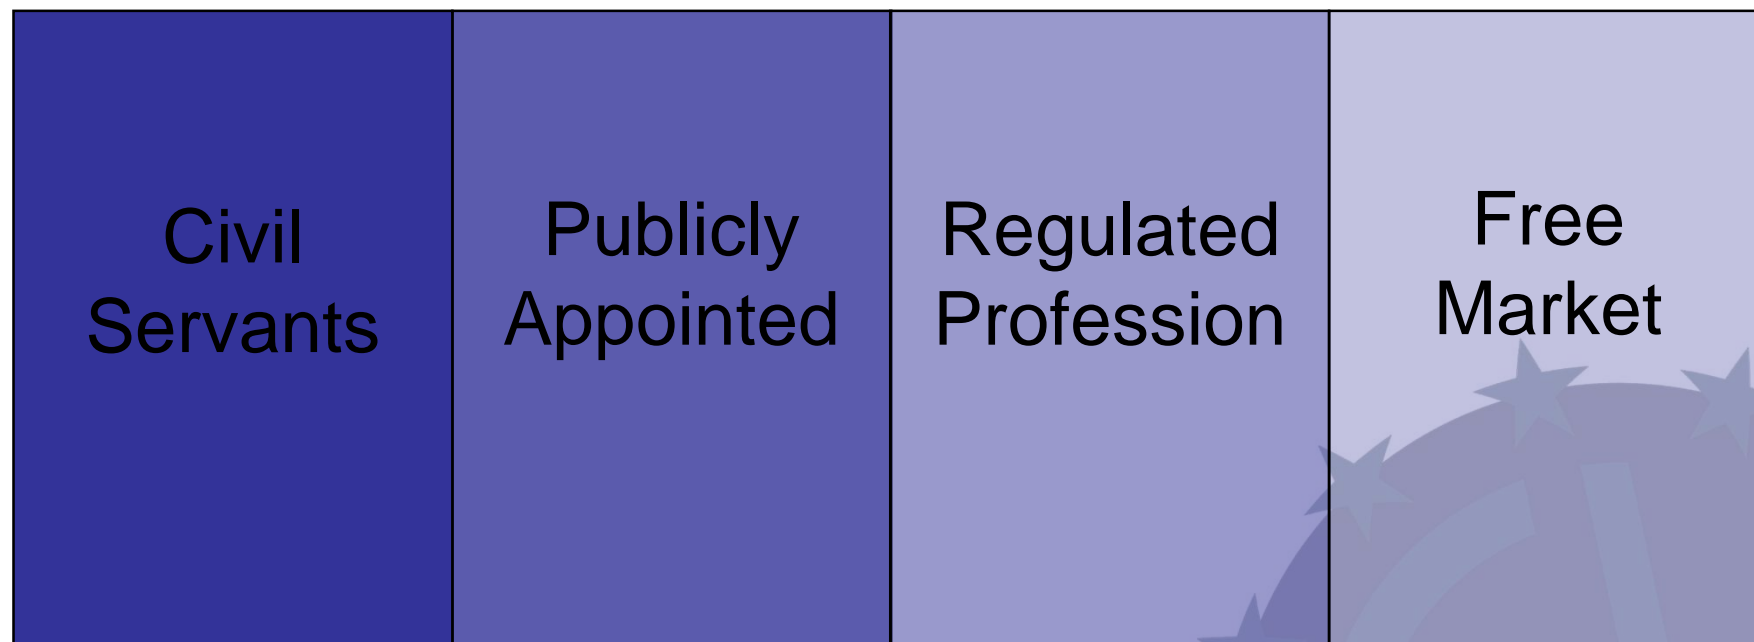 Civil
Servants
Publicly
Appointed
Regulated
Profession
Free
Market